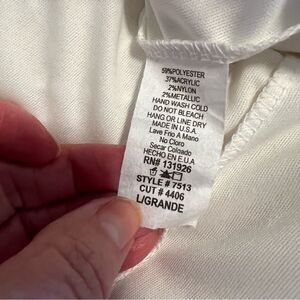 59%POLYESTER
37%ACRYLIC
2%NYLON
2%METALLIC
HAND WASH COLD
DO NOT BLEACH
HANG OR LINE DRY
MADE IN U.S.A.
Lave Frio A Mano
No Cloro
Secar Colgado
HECHO EN E.U.A.
RN# 131926
STYLE # 7513
CUT # 4406
L/GRANDE